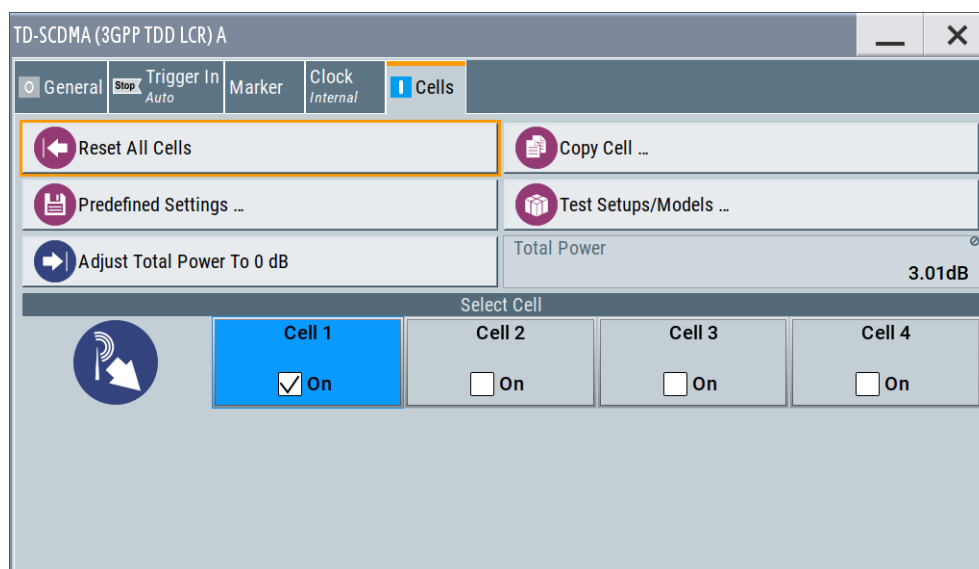 TD-SCDMA (3GPP TDD LCR) A
O General
Stop Trigger In
Auto
Marker
Clock
Internal
Cells
Reset All Cells
Copy Cell ...
Predefined Settings ...
Test Setups/Models ...
Adjust Total Power To 0 dB
Total Power
3.01dB
Select Cell
Cell 1
Cell 2
Cell 3
Cell 4
On
On
On
On